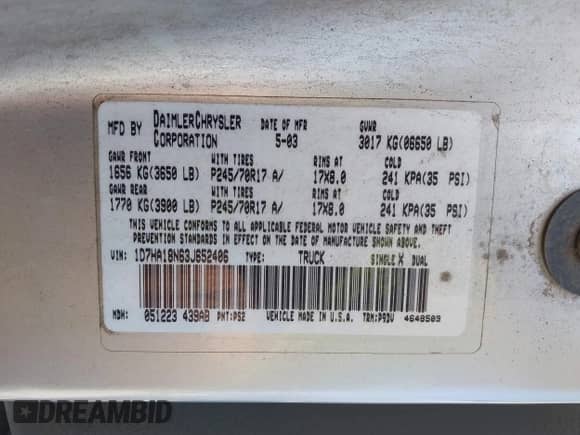 MFD BY DAIMLERCHRYSLER CORPORATION DATE OF MFR 5-03 GVWR 3017 KG(06650 LB)
GAWR FRONT WITH TIRES RIMS AT COLD
1656 KG(3650 LB) P245/70R17 A/ 17X8.0 241 KPA(35 PSI)
GAWR REAR WITH TIRES RIMS AT COLD
1770 KG(3900 LB) P245/70R17 A/ 17X8.0 241 KPA(35 PSI)
THIS VEHICLE CONFORMS TO ALL APPLICABLE FEDERAL MOTOR VEHICLE SAFETY AND THEFT
PREVENTION STANDARDS IN EFFECT ON THE DATE OF MANUFACTURE SHOWN ABOVE
VIN: 1D7HA18N63J652406 TYPE: TRUCK SINGLE X DUAL
MDH: 051223 439AB PNT: PS2 VEHICLE MADE IN U.S.A. TRM: P9DV 4648509
DREAMBID